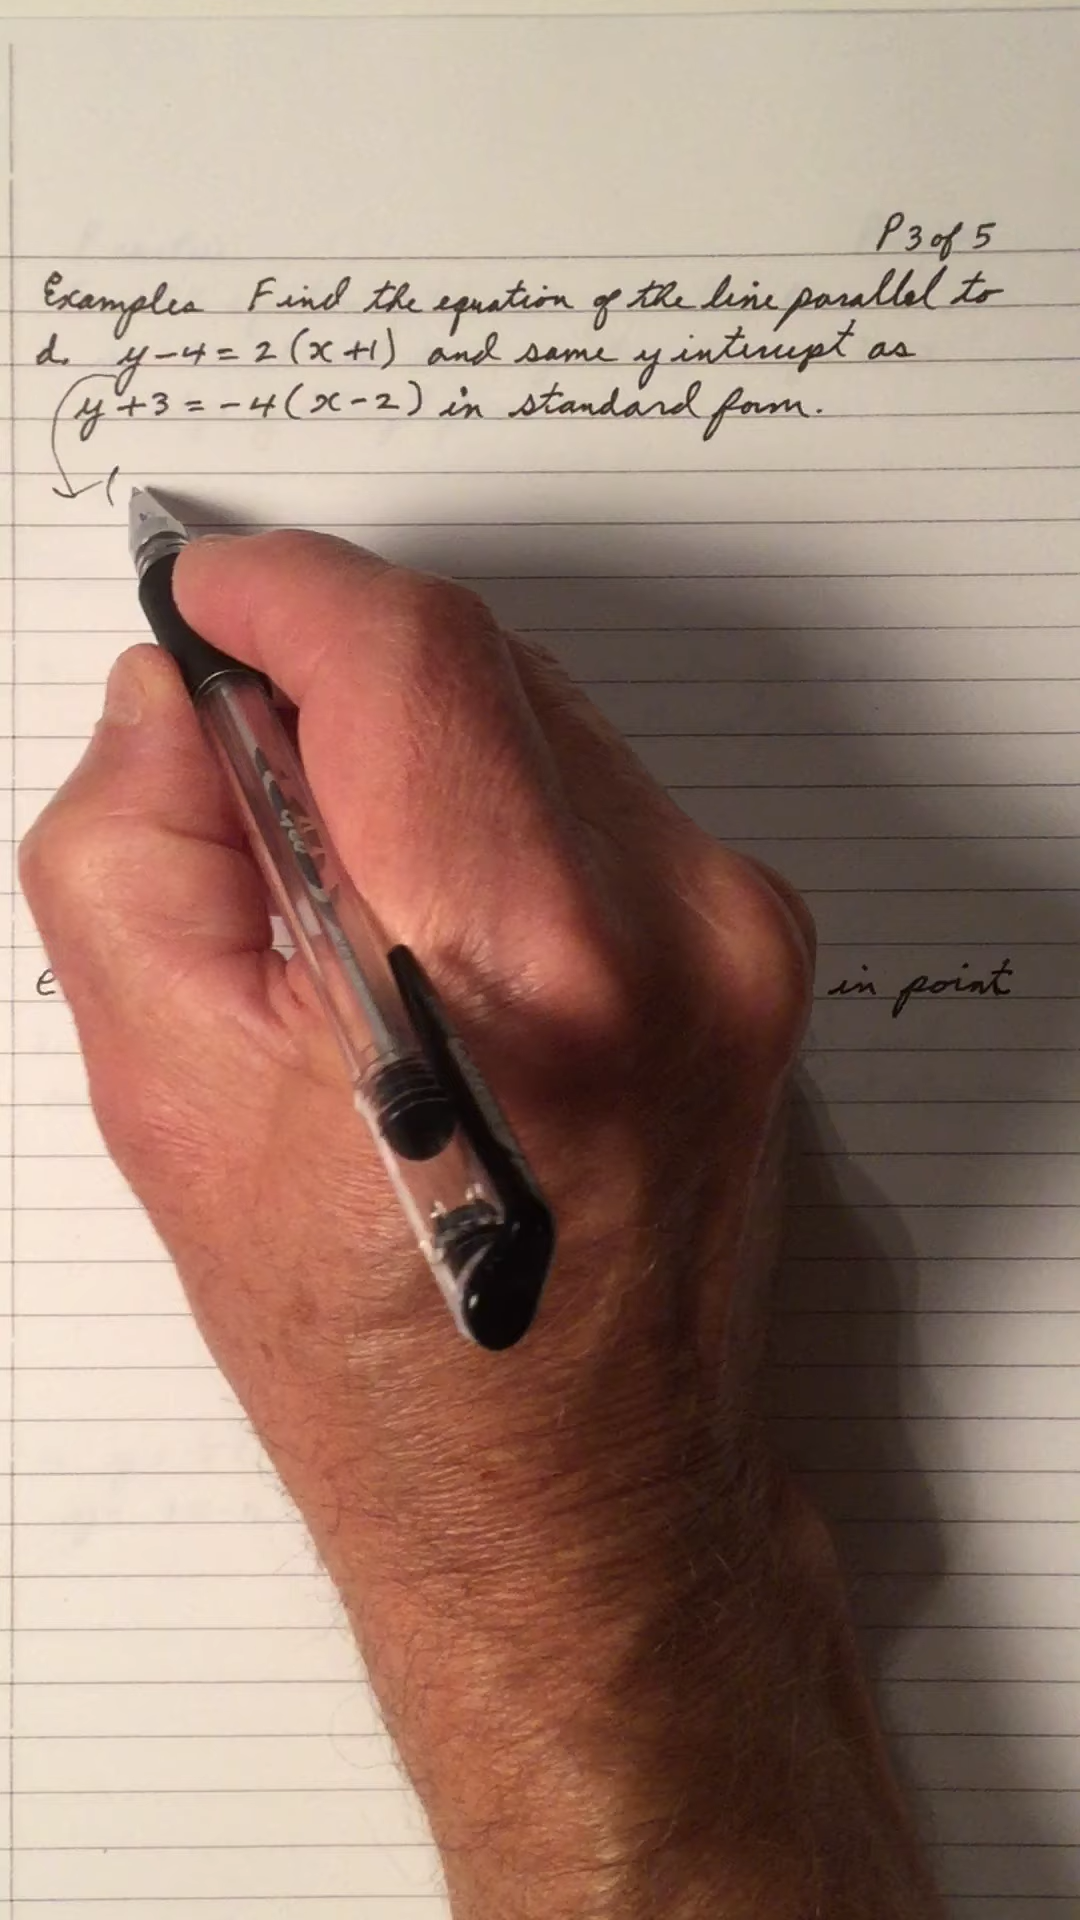 P 3 of 5
Examples Find the equation of the line parallel to
d. y-4=2(x+1) and same y intercept as
y+3=-4(x-2) in standard form.
(
e in point